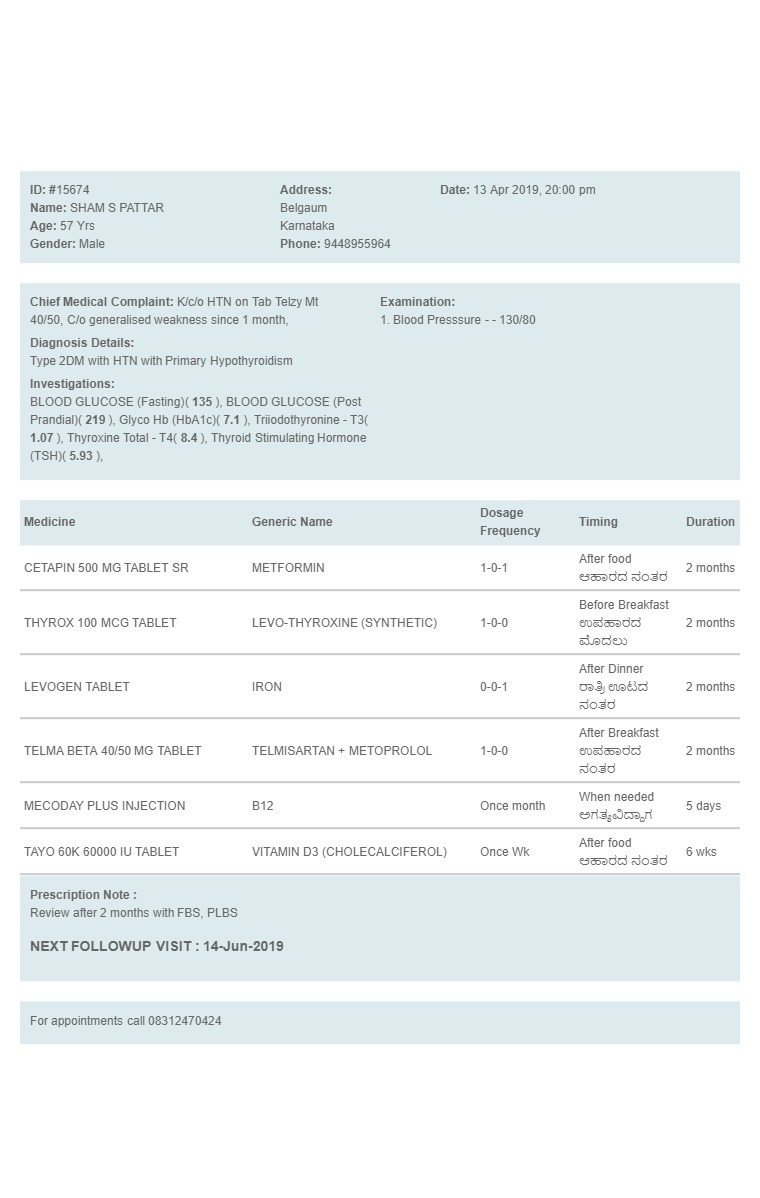 ID: #15674
Name: SHAM S PATTAR
Age: 57 Yrs
Gender: Male
Address:
Belgaum
Karnataka
Phone: 9448955964
Date: 13 Apr 2019, 20:00 pm
Chief Medical Complaint: K/c/o HTN on Tab Telzy Mt
40/50, C/o generalised weakness since 1 month,
Diagnosis Details:
Type 2DM with HTN with Primary Hypothyroidism
Investigations:
BLOOD GLUCOSE (Fasting)( 135 ), BLOOD GLUCOSE (Post
Prandial)( 219 ), Glyco Hb (HbA1c)( 7.1 ), Triiodothyronine - T3(
1.07 ), Thyroxine Total - T4( 8.4 ), Thyroid Stimulating Hormone
(TSH)( 5.93 ),
Examination:
1. Blood Presssure - - 130/80
Medicine Generic Name Dosage Frequency Timing Duration
CETAPIN 500 MG TABLET SR METFORMIN 1-0-1 After food 2 months
ಆಹಾರದ ನಂತರ
THYROX 100 MCG TABLET LEVO-THYROXINE (SYNTHETIC) 1-0-0 Before Breakfast 2 months
ಉಪಹಾರದ
ಮೊದಲು
LEVOGEN TABLET IRON 0-0-1 After Dinner 2 months
ರಾತ್ರಿ ಊಟದ
ನಂತರ
TELMA BETA 40/50 MG TABLET TELMISARTAN + METOPROLOL 1-0-0 After Breakfast 2 months
ಉಪಹಾರದ
ನಂತರ
MECODAY PLUS INJECTION B12 Once month When needed 5 days
ಅಗತ್ಯವಿದ್ದಾಗ
TAYO 60K 60000 IU TABLET VITAMIN D3 (CHOLECALCIFEROL) Once Wk After food 6 wks
ಆಹಾರದ ನಂತರ
Prescription Note :
Review after 2 months with FBS, PLBS
NEXT FOLLOWUP VISIT : 14-Jun-2019
For appointments call 08312470424